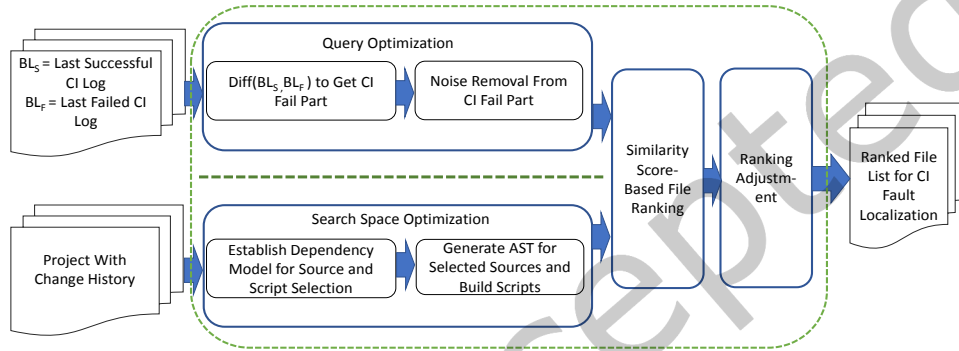 BLS = Last Successful
CI Log
BLF = Last Failed CI
Log
Query Optimization
Diff(BLS, BLF) to Get CI
Fail Part
Noise Removal From
CI Fail Part
Project With
Change History
Search Space Optimization
Establish Dependency
Model for Source and
Script Selection
Generate AST for
Selected Sources and
Build Scripts
Similarity
Score-
Based File
Ranking
Ranking
Adjustm-
ent
Ranked File
List for CI
Fault
Localization